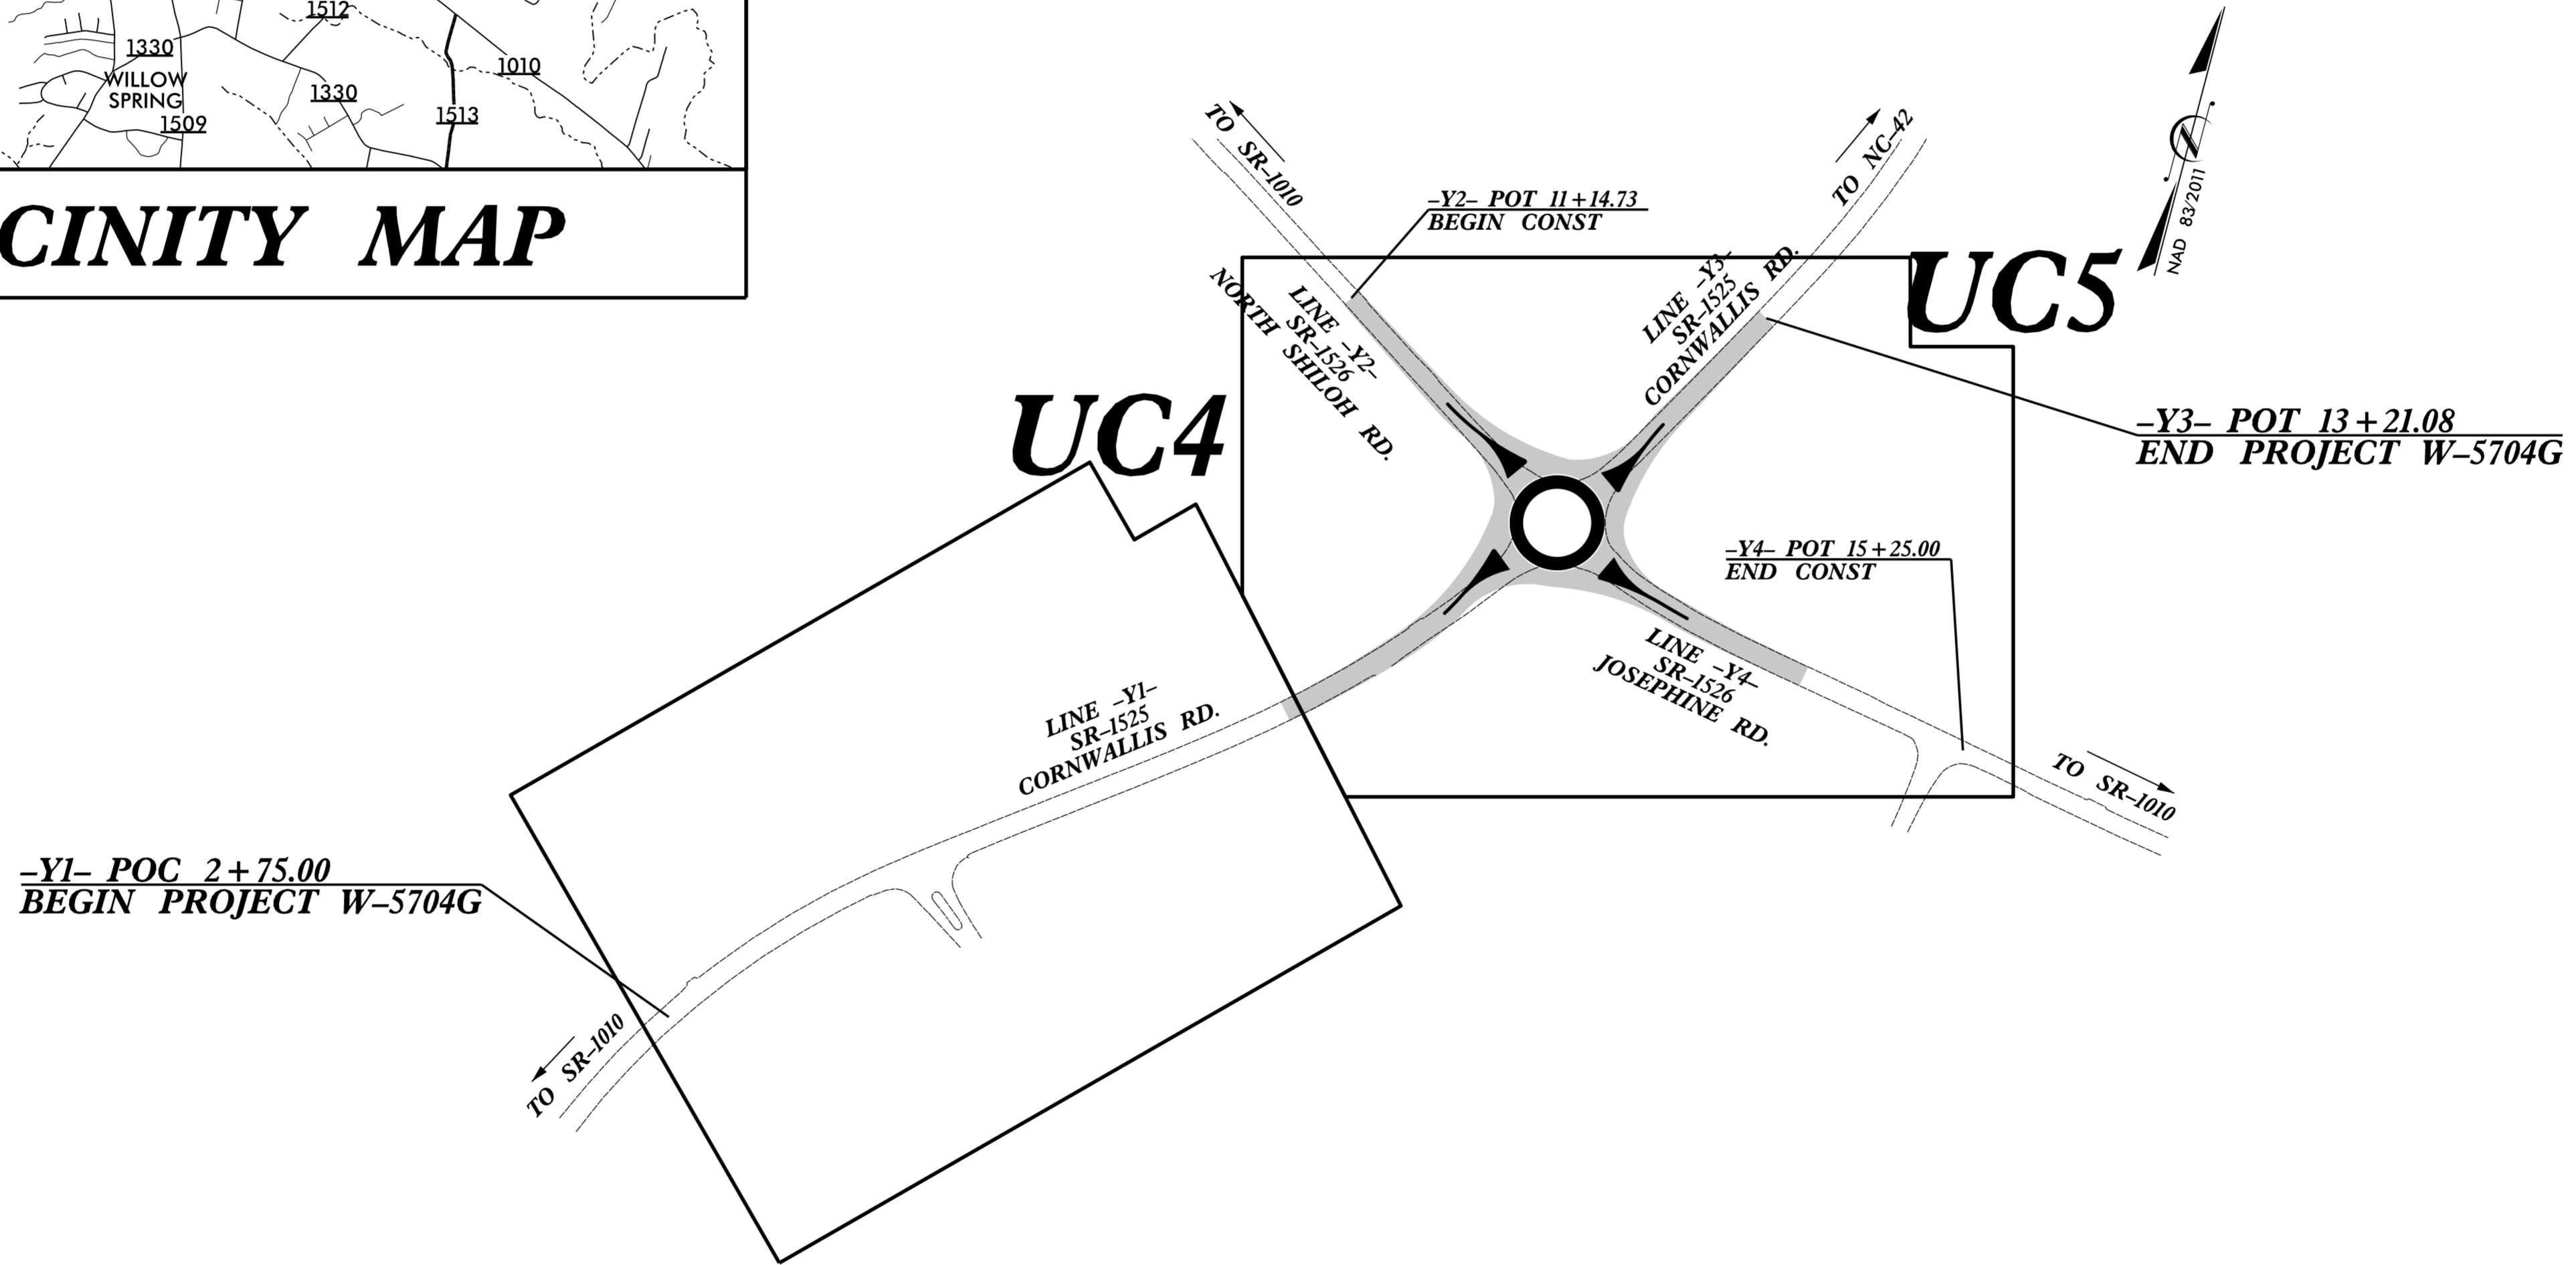 1512
1330
WILLOW
SPRING
1509
1330
1010
1513
CINITY MAP
TO SR-1010
TO NC-42
NAD 83/2011
-Y2- POT 11+14.73
BEGIN CONST
UC5
LINE -Y2-
SR-1526
NORTH SHILOH RD.
LINE -Y3-
SR-1525
CORNWALLIS RD.
UC4
-Y3- POT 13+21.08
END PROJECT W-5704G
-Y4- POT 15+25.00
END CONST
LINE -Y4-
SR-1526
JOSEPHINE RD.
LINE -Y1-
SR-1525
CORNWALLIS RD.
TO SR-1010
-Y1- POC 2+75.00
BEGIN PROJECT W-5704G
TO SR-1010